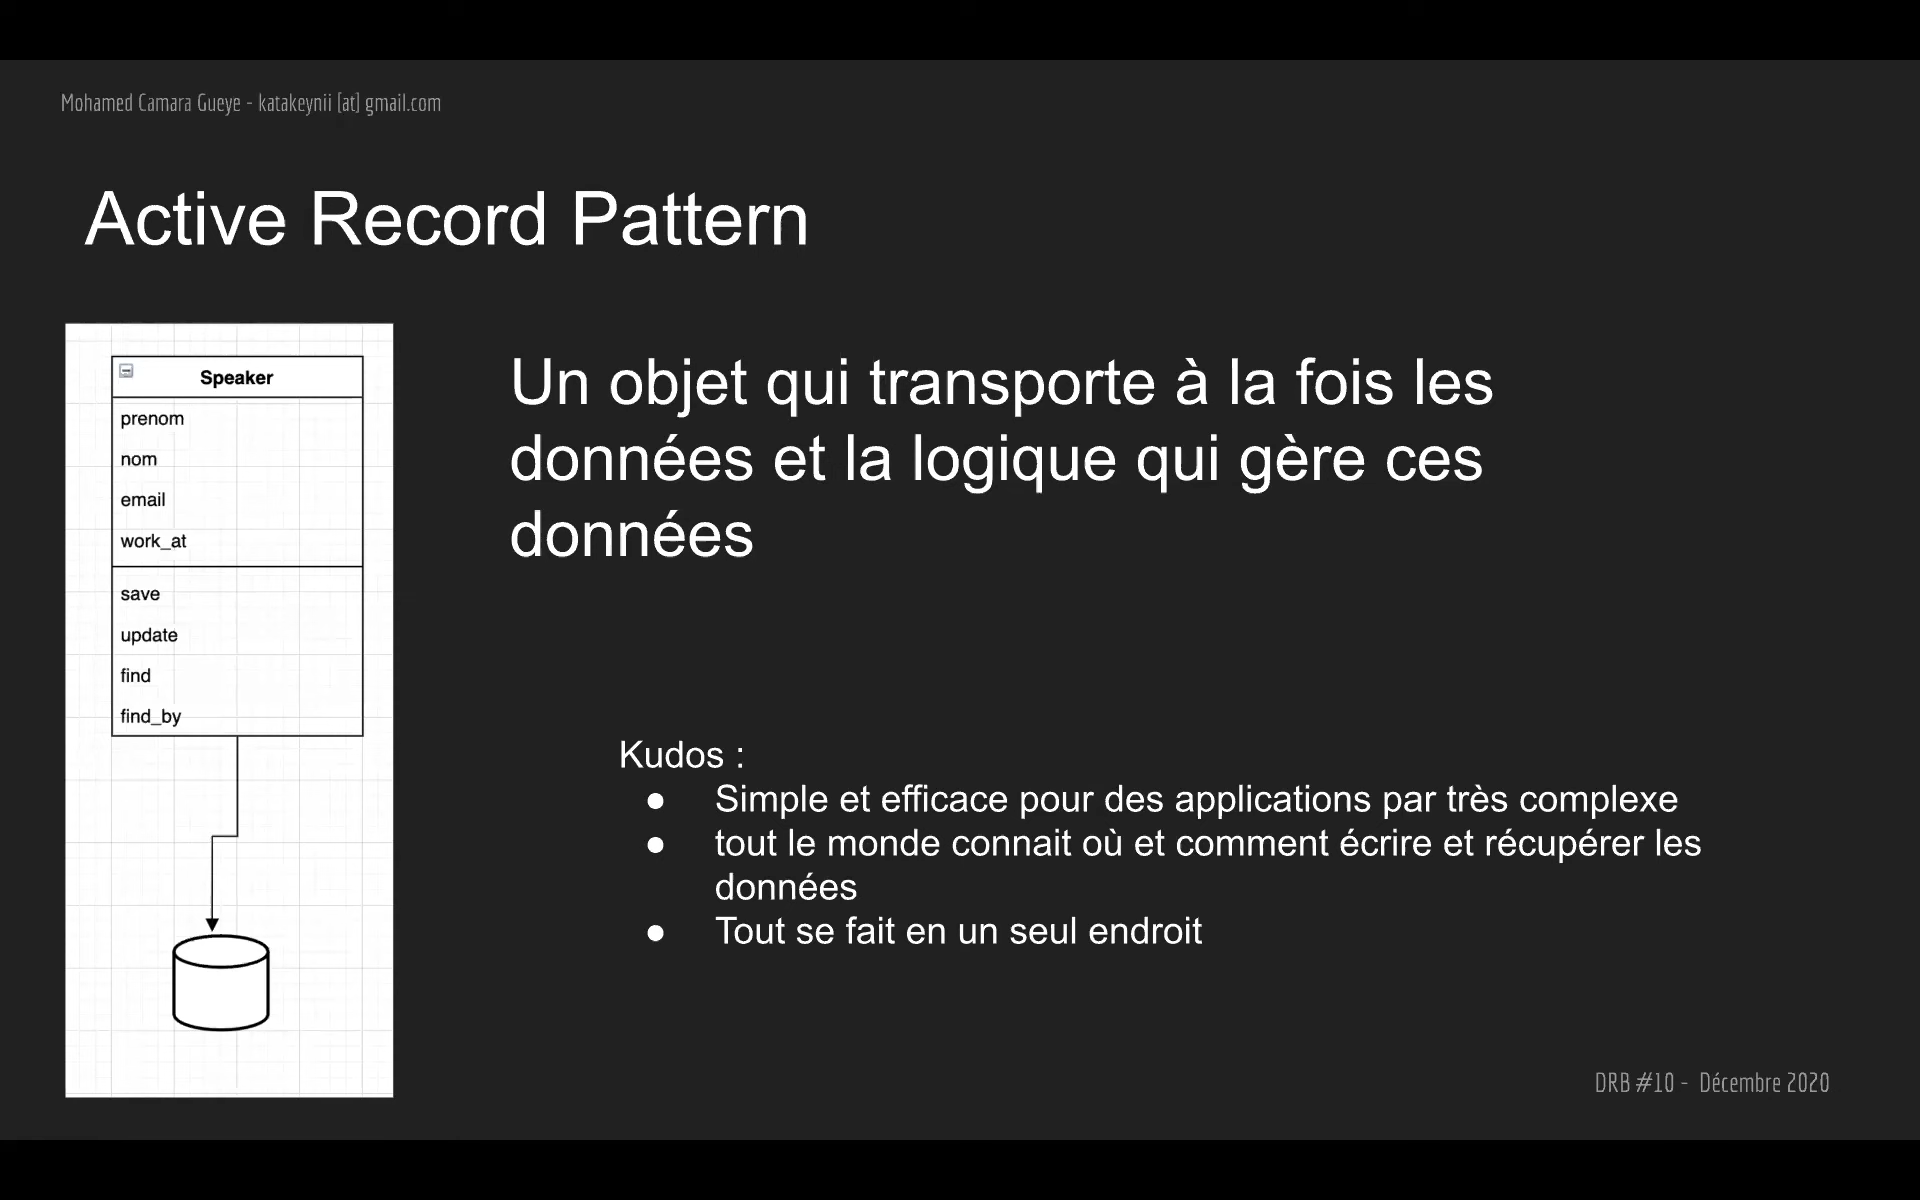 Mohamed Camara Gueye - katakeynii [at] gmail.com
Active Record Pattern
Speaker
prenom
nom
email
work_at
save
update
find
find_by
Un objet qui transporte à la fois les
données et la logique qui gère ces
données
Kudos :
● Simple et efficace pour des applications par très complexe
● tout le monde connait où et comment écrire et récupérer les
données
● Tout se fait en un seul endroit
DRB #10 - Décembre 2020